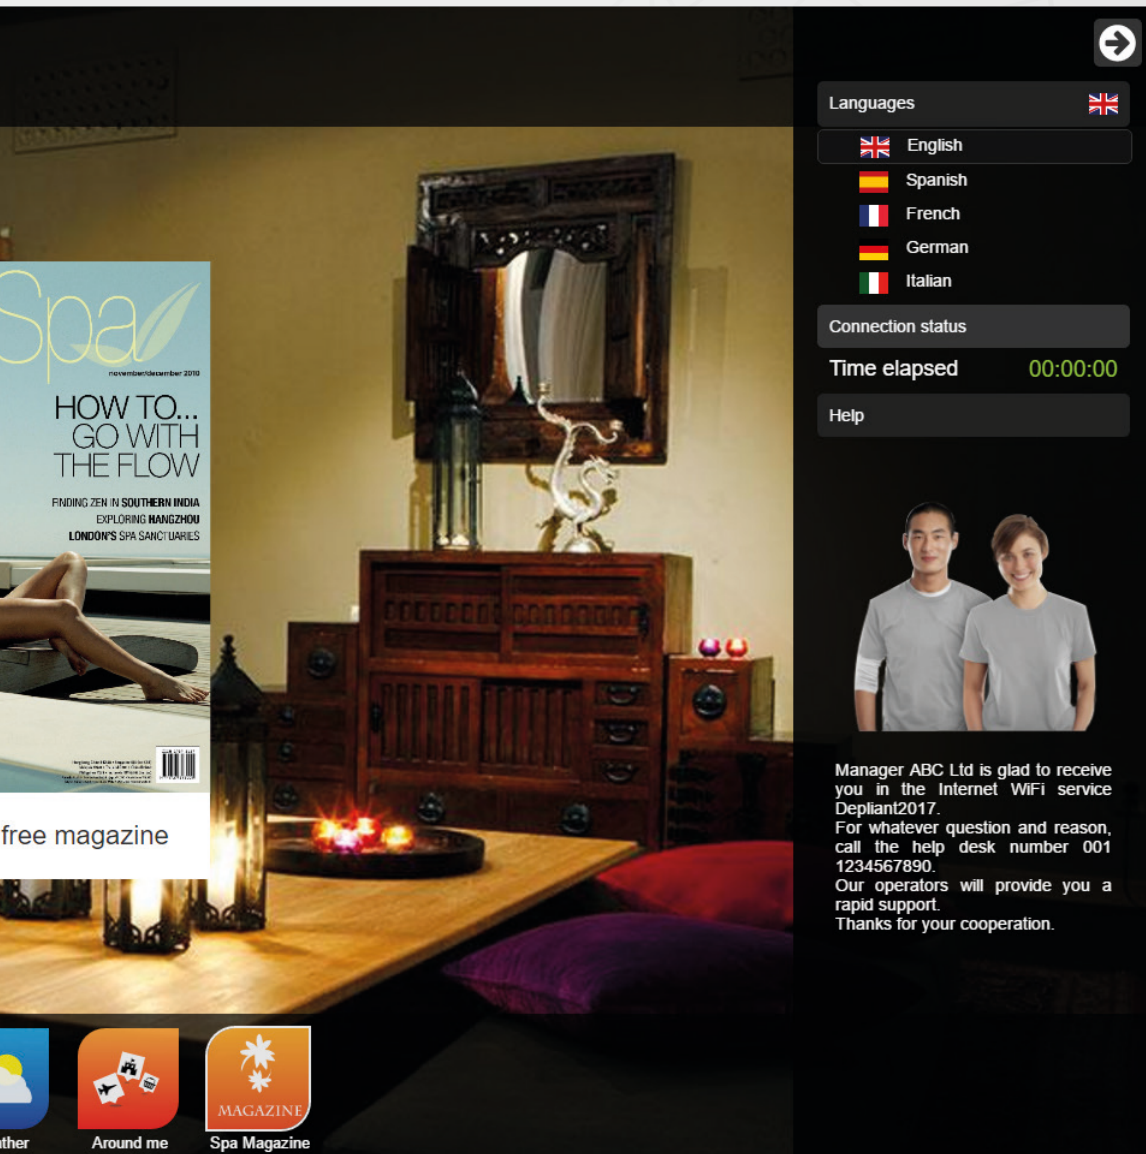 Languages
English
Spanish
French
German
Italian
Connection status
Time elapsed 00:00:00
Help
Spa
november/december 2010
HOW TO...
GO WITH
THE FLOW
FINDING ZEN IN SOUTHERN INDIA
EXPLORING HANGZHOU
LONDON'S SPA SANCTUARIES
free magazine
Manager ABC Ltd is glad to receive
you in the Internet WiFi service
Depliant2017.
For whatever question and reason,
call the help desk number 001
1234567890.
Our operators will provide you a
rapid support.
Thanks for your cooperation.
MAGAZINE
ther
Around me
Spa Magazine